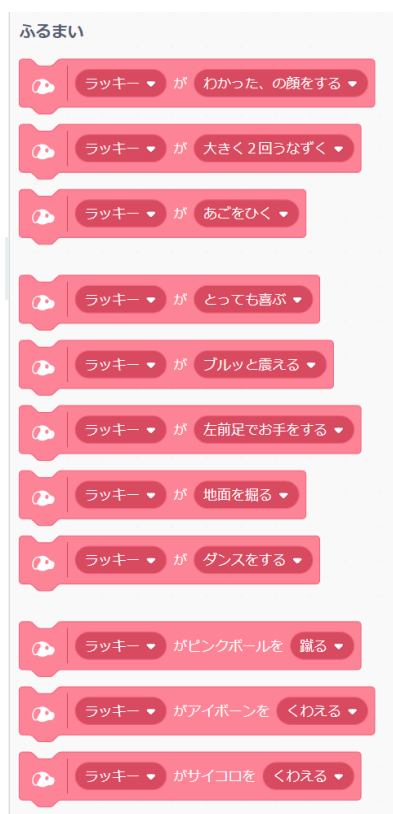 ふるまい
ラッキー が わかった、の顔をする
ラッキー が 大きく２回うなずく
ラッキー が あごをひく
ラッキー が とっても喜ぶ
ラッキー が ブルッと震える
ラッキー が 左前足でお手をする
ラッキー が 地面を掘る
ラッキー が ダンスをする
ラッキー がピンクボールを 蹴る
ラッキー がアイボーンを くわえる
ラッキー がサイコロを くわえる